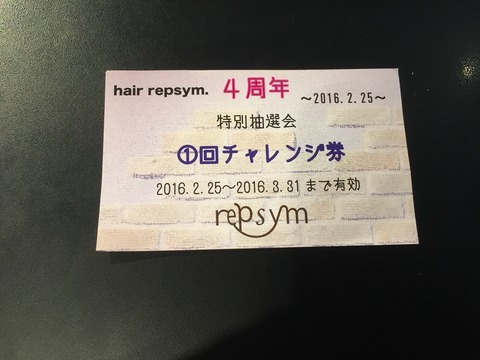 hair repsym. 4周年 ～2016.2.25～
特別抽選会
①回チャレンジ券
2016.2.25～2016.3.31まで有効
repsym